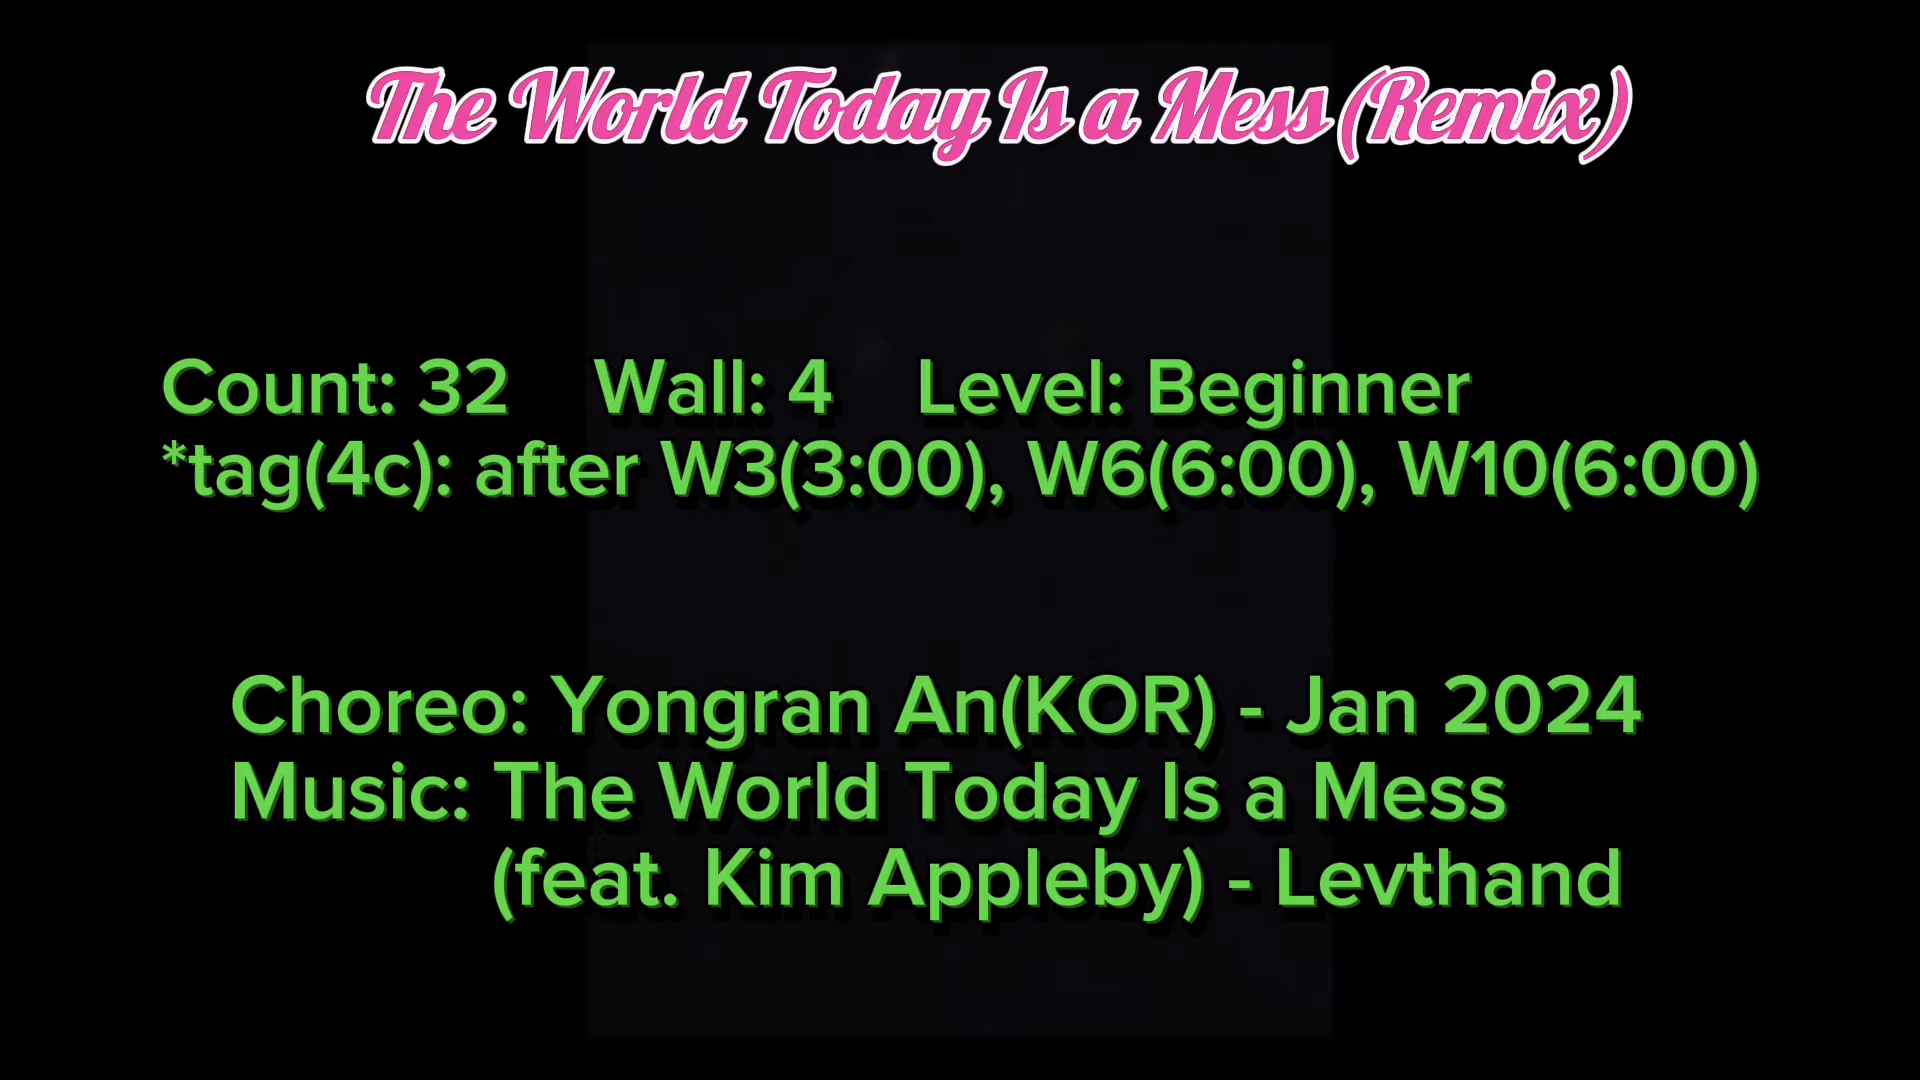 The World Today Is a Mess (Remix)
Count: 32 Wall: 4 Level: Beginner
*tag(4c): after W3(3:00), W6(6:00), W10(6:00)
Choreo: Yongran An(KOR) - Jan 2024
Music: The World Today Is a Mess
(feat. Kim Appleby) - Levthand